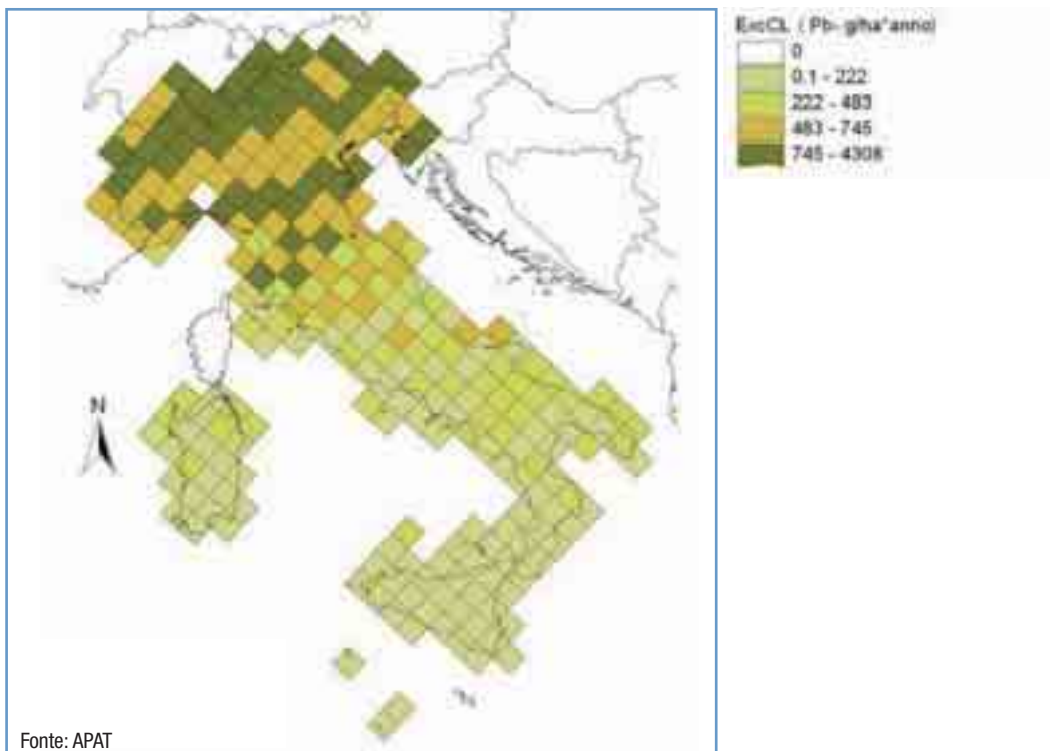 ExcCL ( Pb- g/ha*anno)
0
0.1 - 222
222 - 483
483 - 745
745 - 4308
N
Fonte: APAT